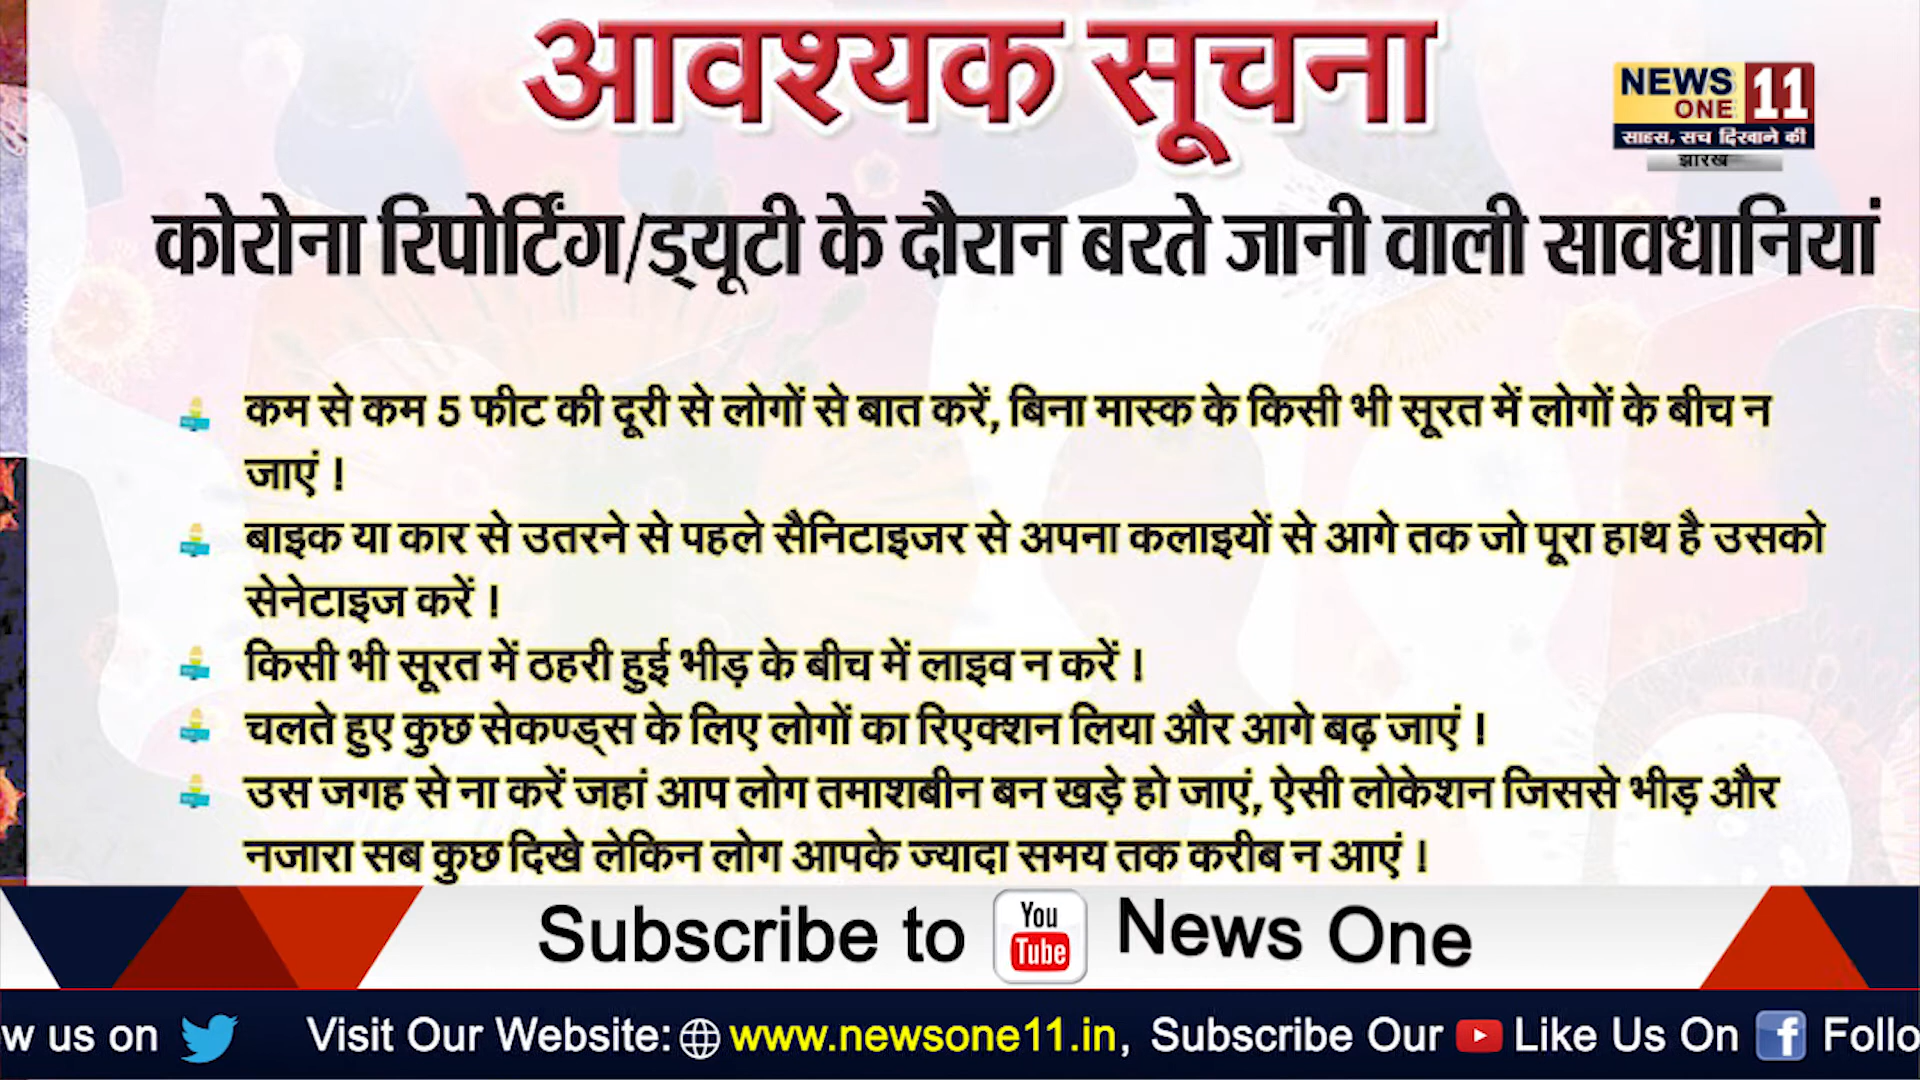 आवश्यक सूचना
NEWS
ONE 11
साहस, सच दिखाने की
झारख
कोरोना रिपोर्टिंग/ड्यूटी के दौरान बरते जानी वाली सावधानियां
कम से कम 5 फीट की दूरी से लोगों से बात करें, बिना मास्क के किसी भी सूरत में लोगों के बीच न
जाएं !
बाइक या कार से उतरने से पहले सैनिटाइजर से अपना कलाइयों से आगे तक जो पूरा हाथ है उसको
सेनेटाइज करें !
किसी भी सूरत में ठहरी हुई भीड़ के बीच में लाइव न करें !
चलते हुए कुछ सेकण्ड्स के लिए लोगों का रिएक्शन लिया और आगे बढ़ जाएं !
उस जगह से ना करें जहां आप लोग तमाशबीन बन खड़े हो जाएं, ऐसी लोकेशन जिससे भीड़ और
नजारा सब कुछ दिखे लेकिन लोग आपके ज्यादा समय तक करीब न आएं !
Subscribe to You Tube News One
w us on Visit Our Website: www.newsone11.in, Subscribe Our Like Us On f Follo